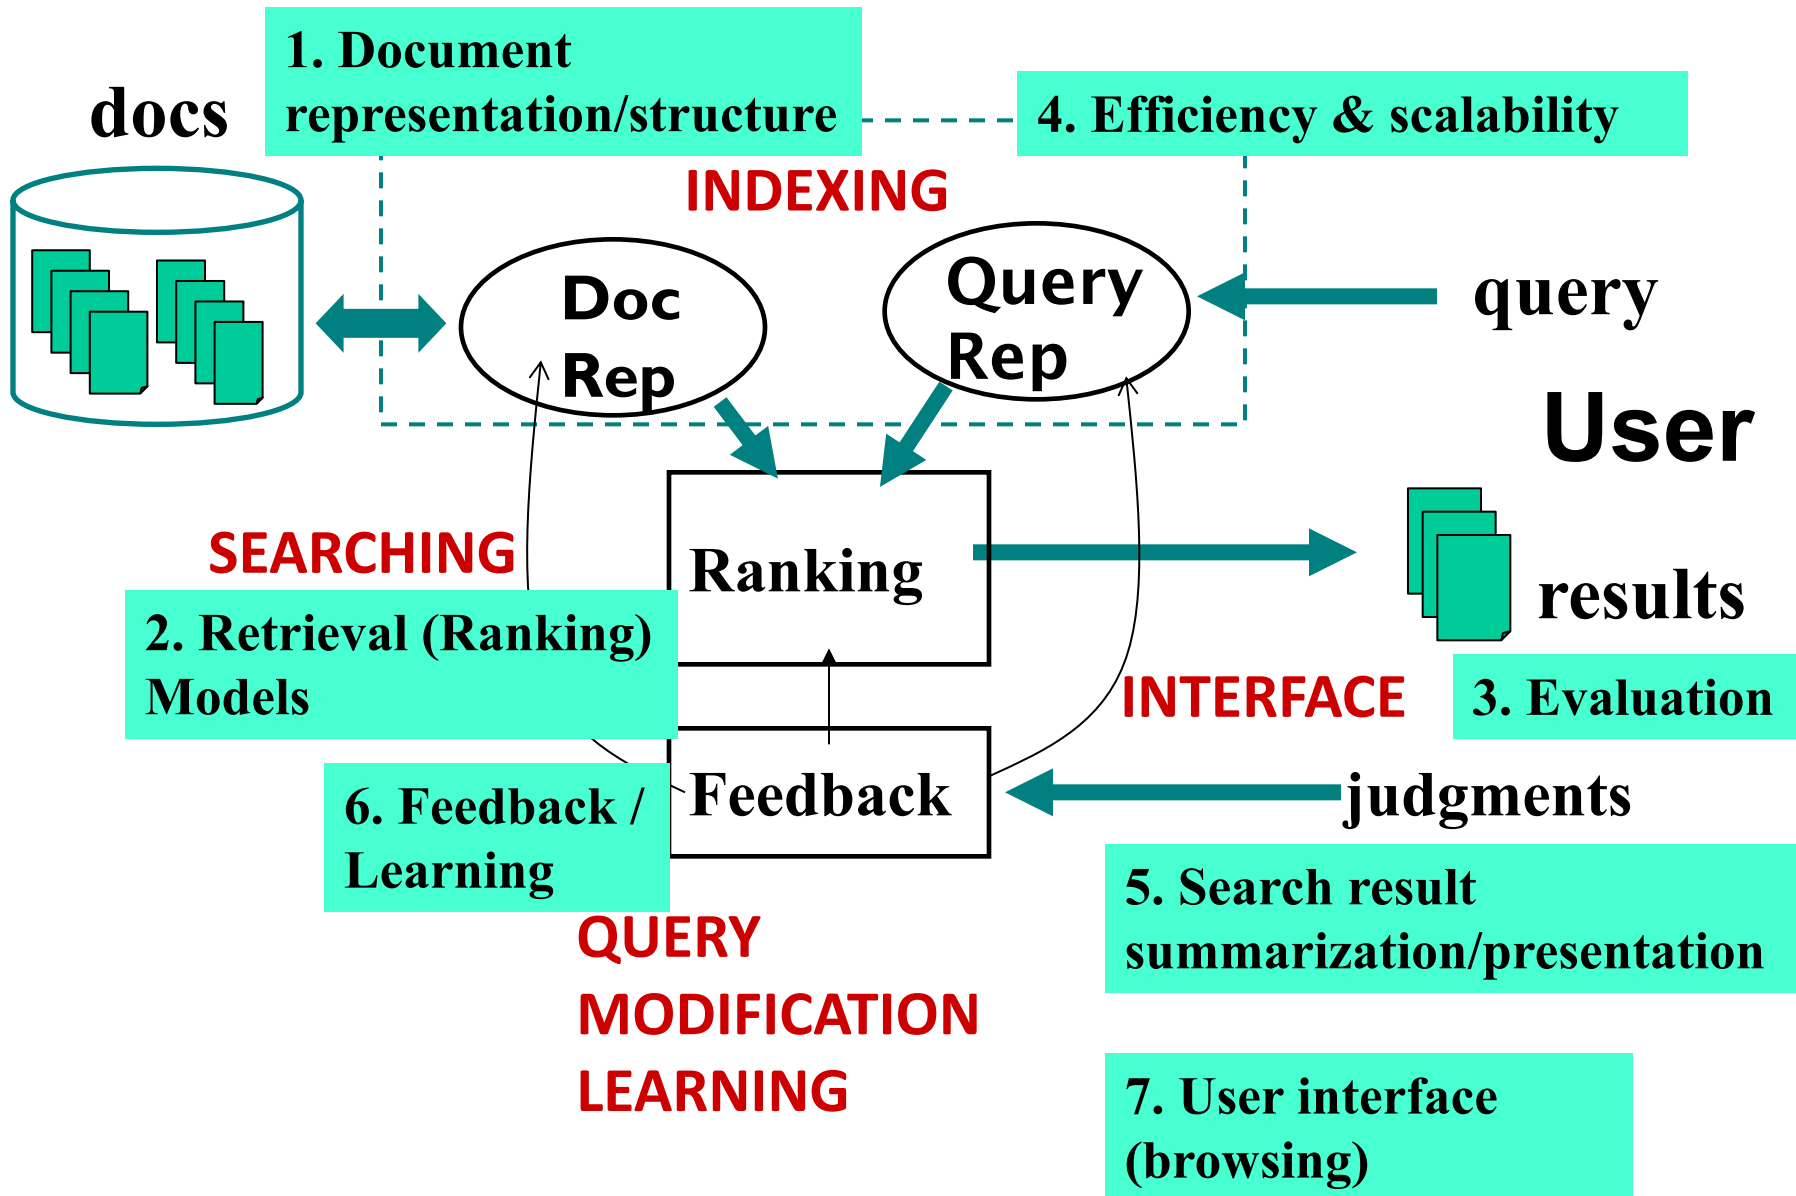 1. Document
representation/structure
docs
4. Efficiency & scalability
INDEXING
Doc
Rep
Query
Rep
query
User
SEARCHING
Ranking
results
2. Retrieval (Ranking)
Models
INTERFACE
3. Evaluation
6. Feedback /
Learning
Feedback
judgments
5. Search result
summarization/presentation
QUERY
MODIFICATION
LEARNING
7. User interface
(browsing)